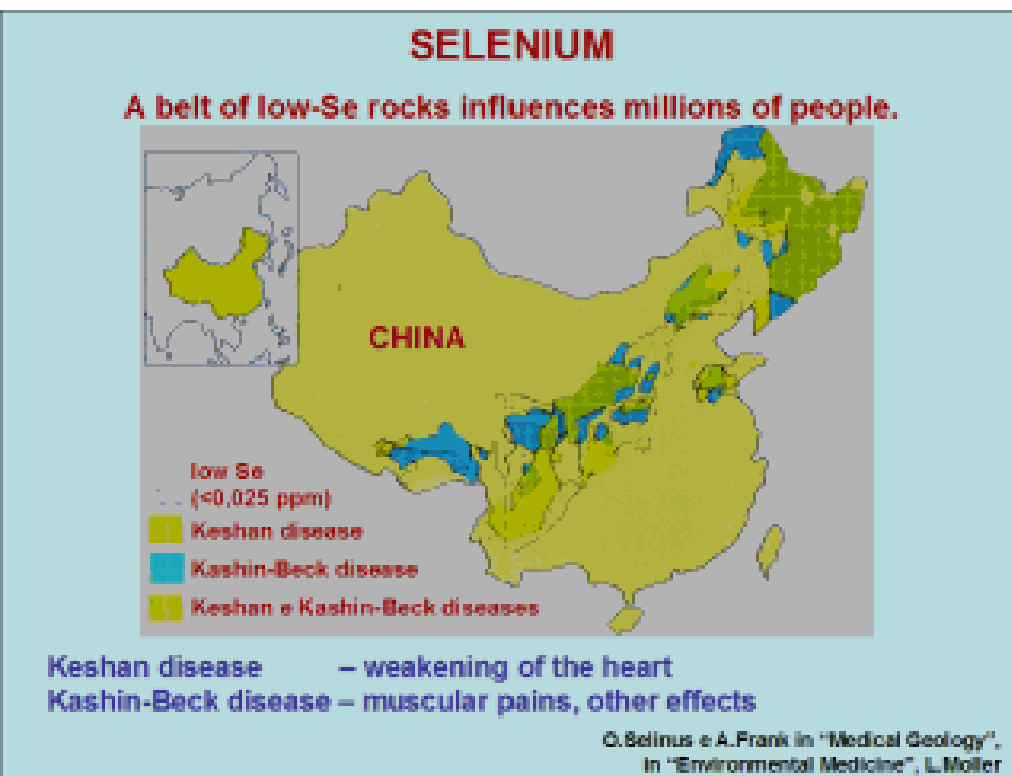 SELENIUM
A belt of low-Se rocks influences millions of people.
CHINA
low Se
(<0,025 ppm)
Keshan disease
Kashin-Beck disease
Keshan e Kashin-Beck diseases
Keshan disease – weakening of the heart
Kashin-Beck disease – muscular pains, other effects
O.Selinus e A.Frank in "Medical Geology",
in "Environmental Medicine", L.Moller